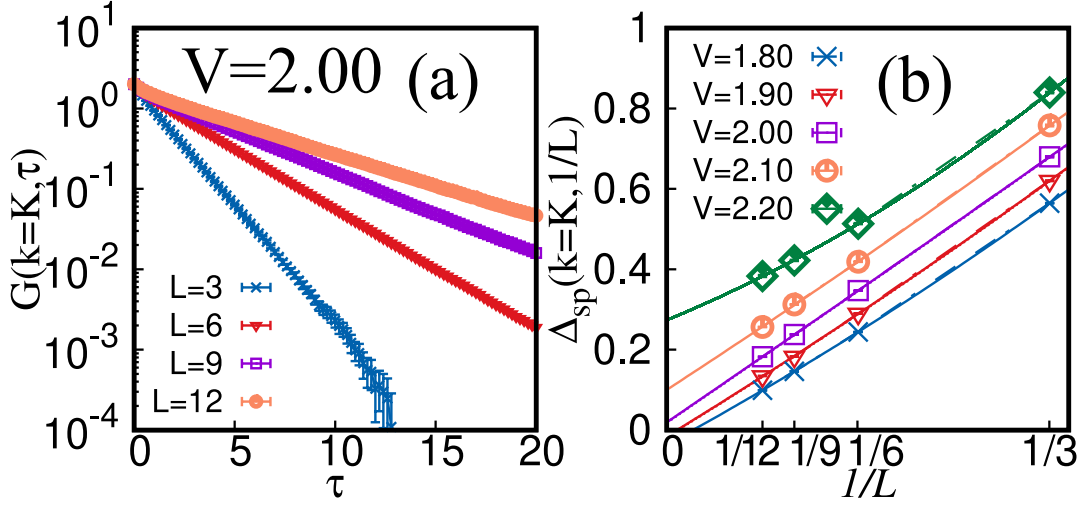 V=2.00 (a)
G(k=K,τ)
10^1
10^0
10^-1
10^-2
10^-3
10^-4
L=3
L=6
L=9
L=12
0 5 10 15 20
τ
(b)
Δ_sp(k=K,1/L)
1
0.8
0.6
0.4
0.2
0
V=1.80
V=1.90
V=2.00
V=2.10
V=2.20
0 1/12 1/9 1/6 1/3
1/L